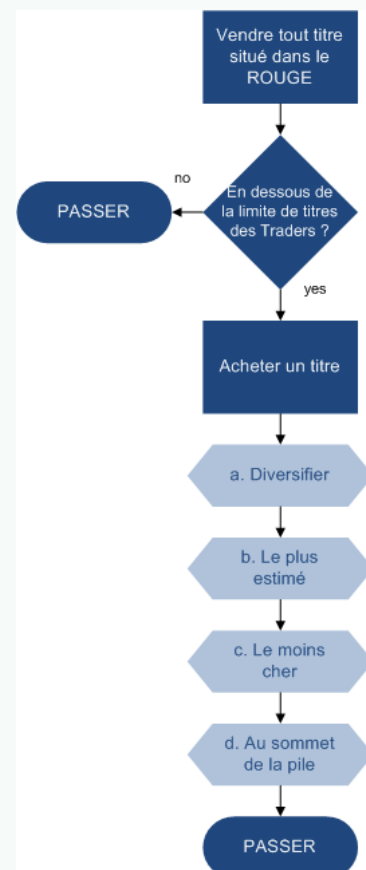 Vendre tout titre
situé dans le
ROUGE
no
PASSER
En dessous de
la limite de titres
des Traders ?
yes
Acheter un titre
a. Diversifier
b. Le plus
estimé
c. Le moins
cher
d. Au sommet
de la pile
PASSER